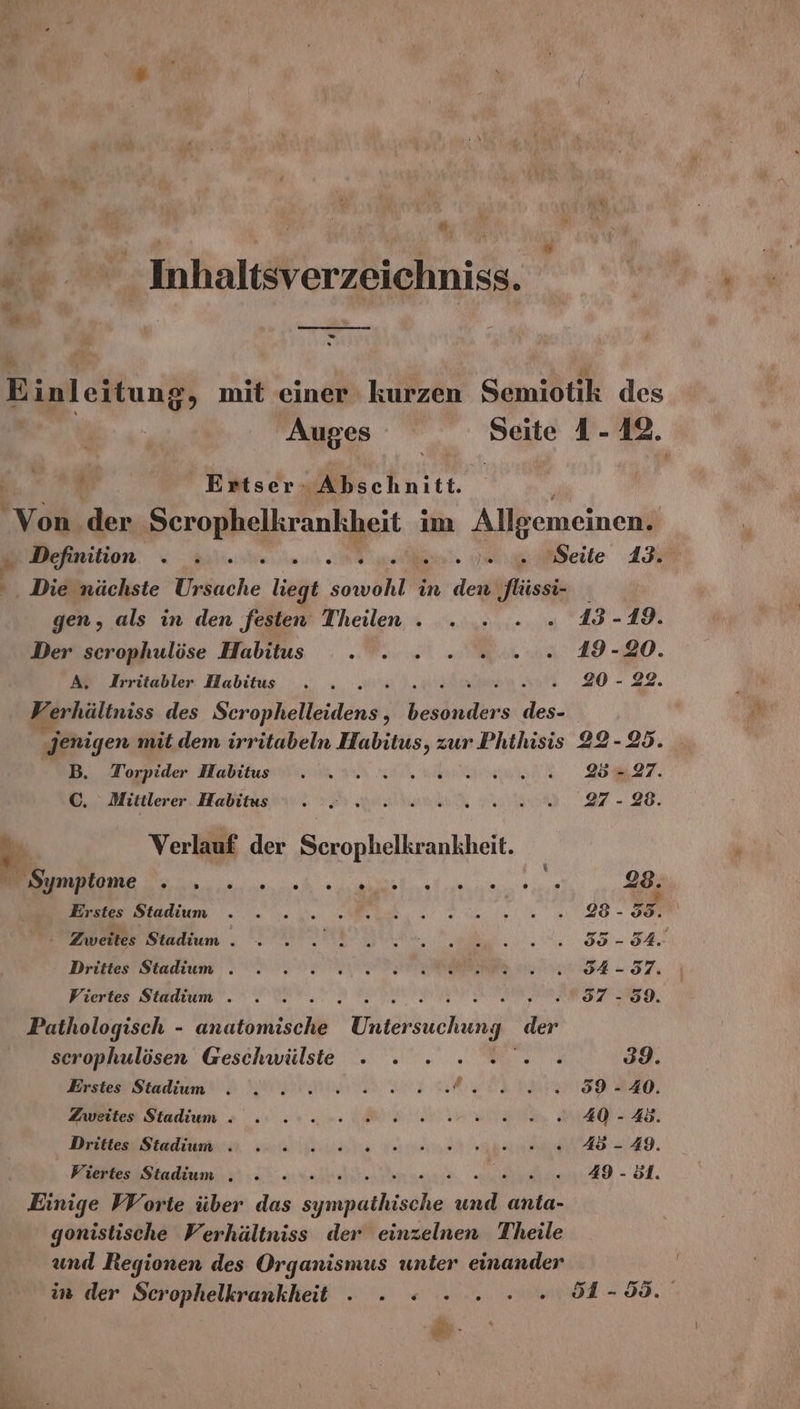 Inhaltsverzeichniss.
Einleitung, mit einer kurzen Semiotik des
Auges Seite 1 - 12.
Ertser Abschnitt.
Von der Scrophelkrankheit im Allgemeinen.
Definition . . . . . . . . . . Seite 13.
Die nächste Ursache liegt sowohl in den flüssi-
gen, als in den festen Theilen . . . . . 13 - 19.
Der scrophulöse Habitus . . . . . . . 19 - 20.
A. Irritabler Habitus . . . . . . . . . 20 - 22.
Verhältniss des Scrophelleidens, besonders des-
jenigen mit dem irritabeln Habitus, zur Phthisis 22 - 25.
B. Torpider Habitus . . . . . . . . . 25 - 27.
C. Mittlerer Habitus . . . . . . . . . 27 - 28.
Verlauf der Scrophelkrankheit.
Symptome . . . . . . . . . . . . 28.
Erstes Stadium . . . . . . . . . . . 28 - 33.
Zweites Stadium . . . . . . . . . . . 33 - 34.
Drittes Stadium . . . . . . . . . . . 34 - 37.
Viertes Stadium . . . . . . . . . . . 37 - 39.
Pathologisch - anatomische Untersuchung der
scrophulösen Geschwülste . . . . . . . 39.
Erstes Stadium . . . . . . . . . . . 39 - 40.
Zweites Stadium . . . . . . . . . . . 40 - 43.
Drittes Stadium . . . . . . . . . . . 43 - 49.
Viertes Stadium . . . . . . . . . . . 49 - 51.
Einige Worte über das sympathische und anta-
gonistische Verhältniss der einzelnen Theile
und Regionen des Organismus unter einander
in der Scrophelkrankheit . . . . . . . 51 - 55.